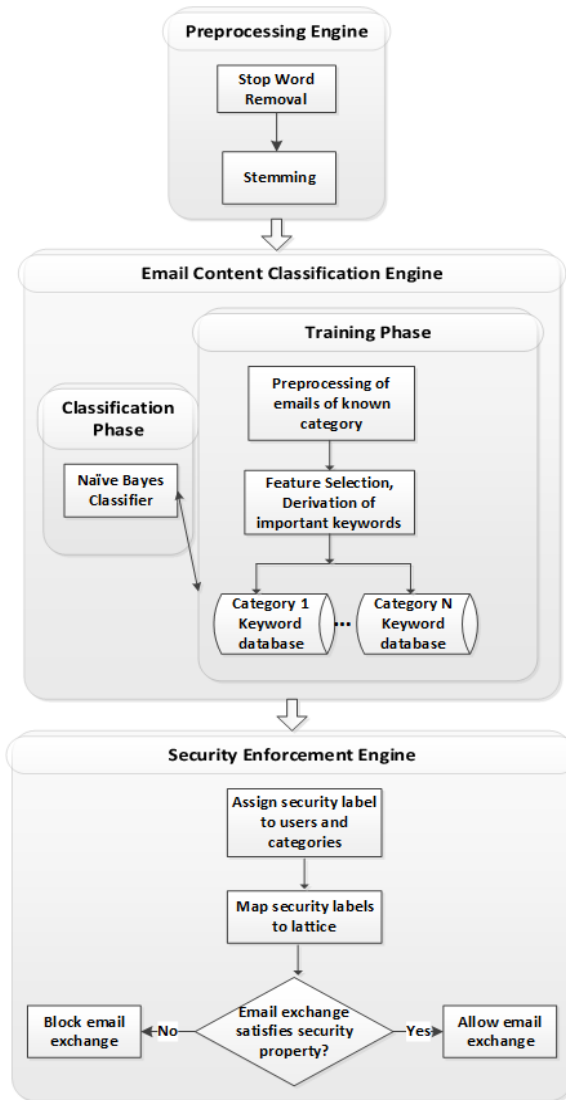 Preprocessing Engine
Stop Word
Removal
Stemming
Email Content Classification Engine
Training Phase
Preprocessing of
emails of known
category
Classification
Phase
Naïve Bayes
Classifier
Feature Selection,
Derivation of
important keywords
Category 1
Keyword
database
...
Category N
Keyword
database
Security Enforcement Engine
Assign security label
to users and
categories
Map security labels
to lattice
Email exchange
satisfies security
property?
No
Block email
exchange
Yes
Allow email
exchange